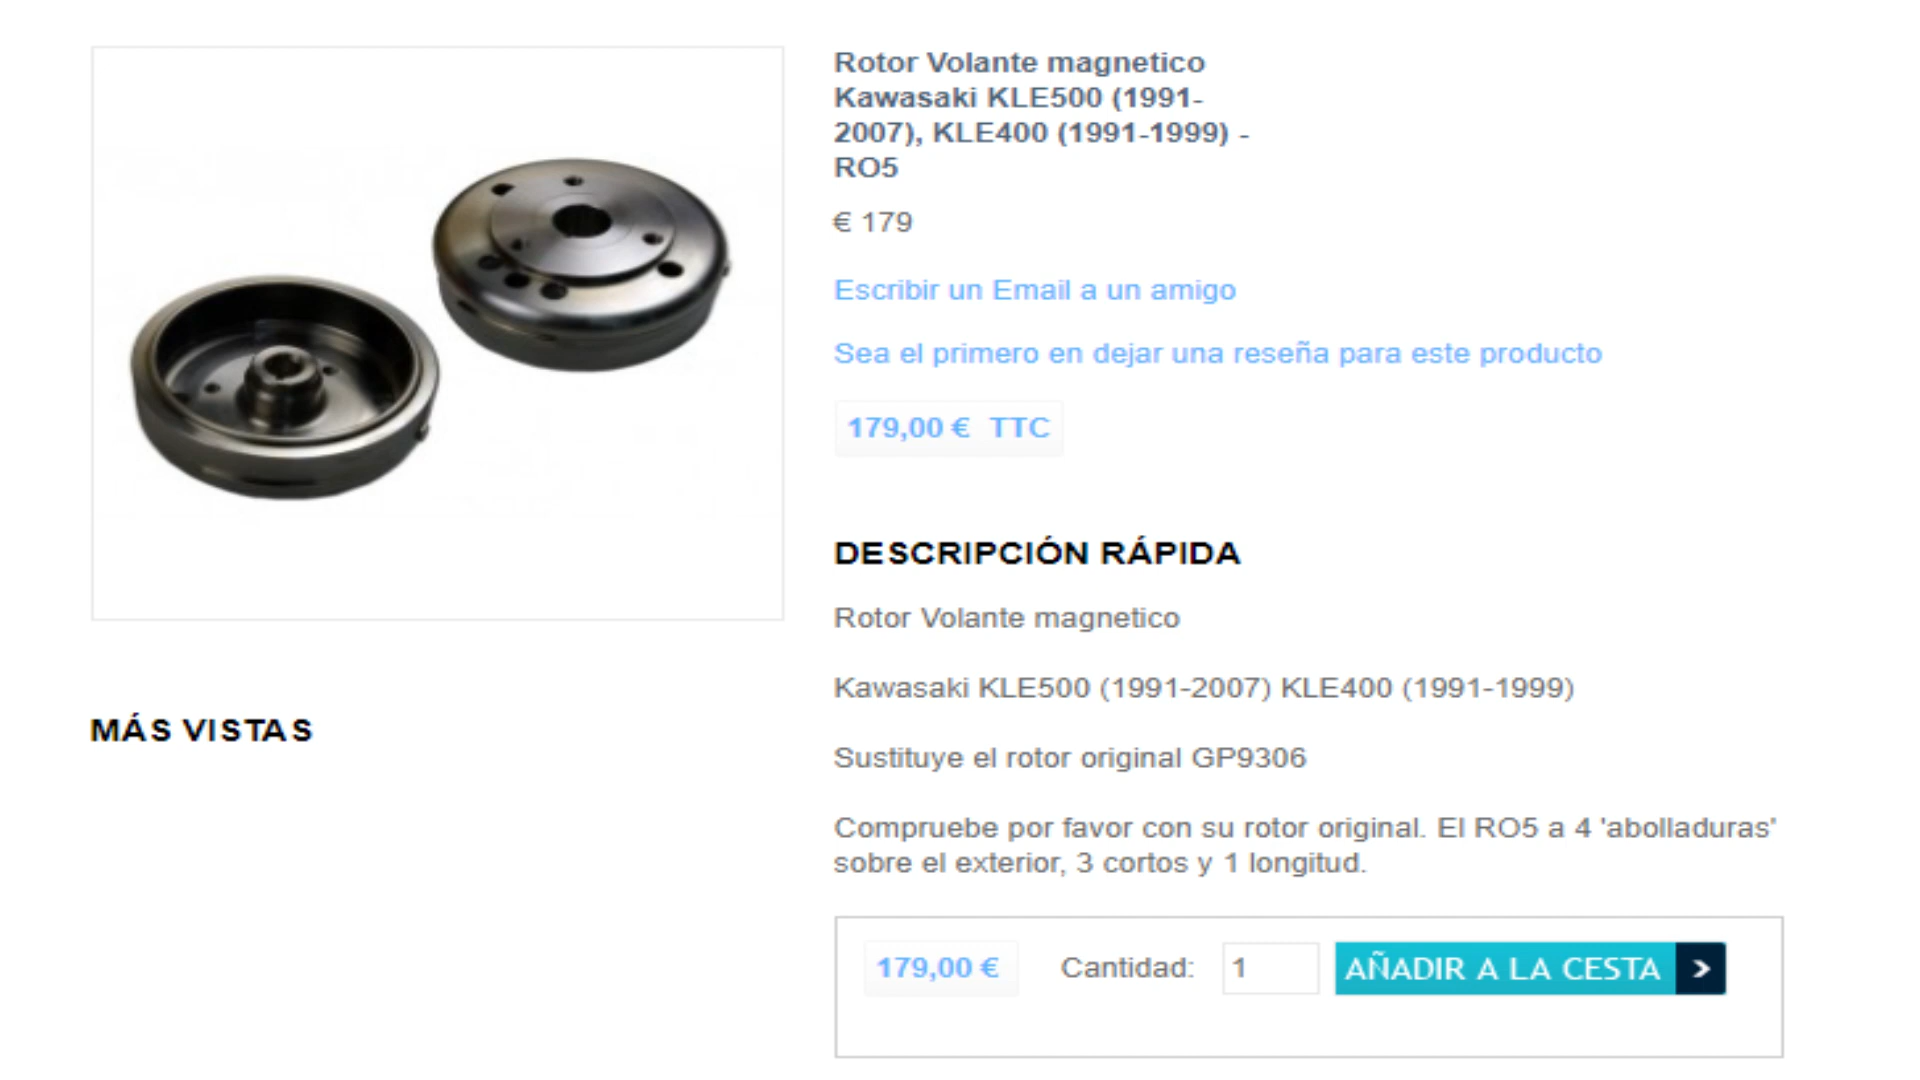 Rotor Volante magnetico
Kawasaki KLE500 (1991-
2007), KLE400 (1991-1999) -
RO5
€ 179
Escribir un Email a un amigo
Sea el primero en dejar una reseña para este producto
179,00 € TTC
DESCRIPCIÓN RÁPIDA
Rotor Volante magnetico
Kawasaki KLE500 (1991-2007) KLE400 (1991-1999)
Sustituye el rotor original GP9306
Compruebe por favor con su rotor original. El RO5 a 4 'abolladuras'
sobre el exterior, 3 cortos y 1 longitud.
179,00 € Cantidad: 1 AÑADIR A LA CESTA >
MÁS VISTAS